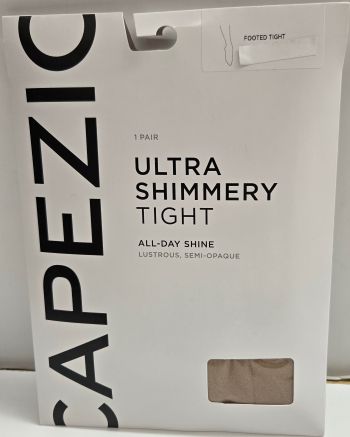 CAPEZIO
FOOTED TIGHT
1 PAIR
ULTRA
SHIMMERY
TIGHT
ALL-DAY SHINE
LUSTROUS, SEMI-OPAQUE